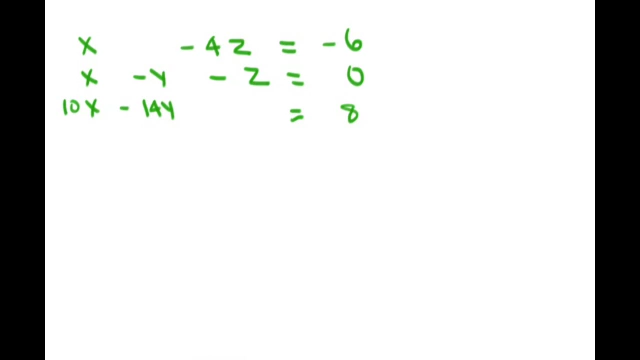 x - 4z = -6
x - y - z = 0
10x - 14y = 8